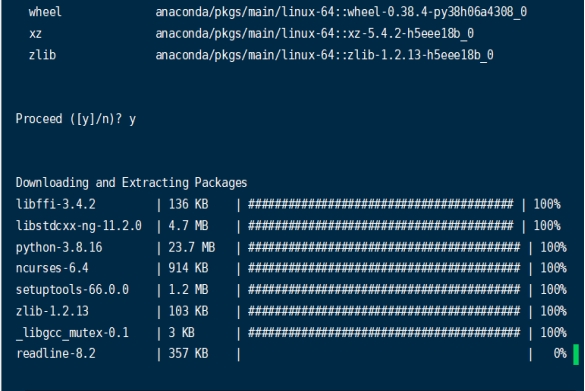 wheel anaconda/pkgs/main/linux-64::wheel-0.38.4-py38h06a4308_0
xz anaconda/pkgs/main/linux-64::xz-5.4.2-h5eee18b_0
zlib anaconda/pkgs/main/linux-64::zlib-1.2.13-h5eee18b_0
Proceed ([y]/n)? y
Downloading and Extracting Packages
libffi-3.4.2 | 136 KB | ######################################## | 100%
libstdcxx-ng-11.2.0 | 4.7 MB | ######################################## | 100%
python-3.8.16 | 23.7 MB | ######################################### | 100%
ncurses-6.4 | 914 KB | ######################################### | 100%
setuptools-66.0.0 | 1.2 MB | ######################################### | 100%
zlib-1.2.13 | 103 KB | ######################################### | 100%
_libgcc_mutex-0.1 | 3 KB | ######################################### | 100%
readline-8.2 | 357 KB | | 0%